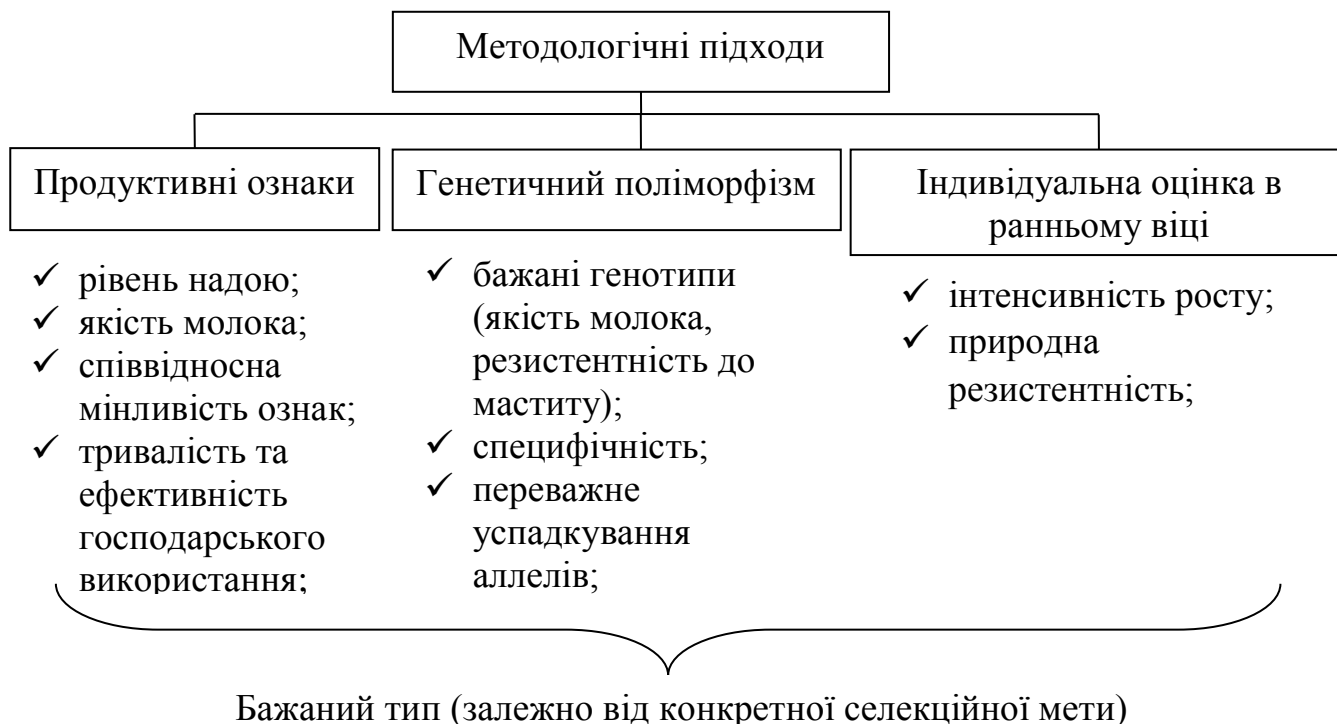 Методологічні підходи
Продуктивні ознаки
рівень надою;
якість молока;
співвідносна
мінливість ознак;
тривалість та
ефективність
господарського
використання;
Генетичний поліморфізм
бажані генотипи
(якість молока,
резистентність до
маститу);
специфічність;
переважне
успадкування
аллелів;
Індивідуальна оцінка в
ранньому віці
інтенсивність росту;
природна
резистентність;
Бажаний тип (залежно від конкретної селекційної мети)